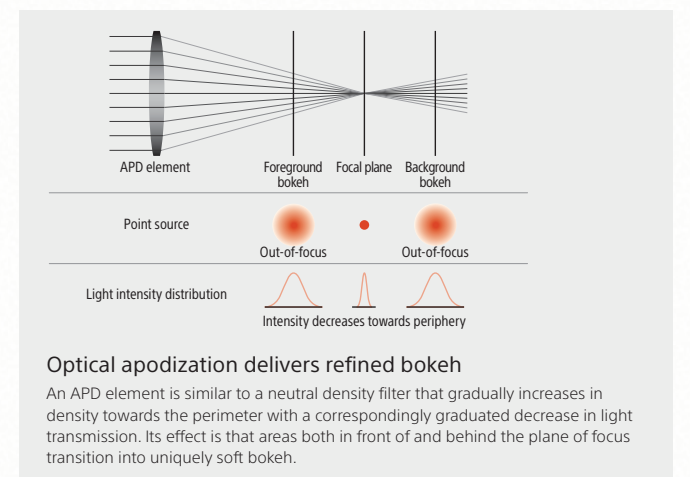 APD element
Foreground bokeh
Focal plane
Background bokeh
Point source
Out-of-focus
Out-of-focus
Light intensity distribution
Intensity decreases towards periphery
Optical apodization delivers refined bokeh
An APD element is similar to a neutral density filter that gradually increases in
density towards the perimeter with a correspondingly graduated decrease in light
transmission. Its effect is that areas both in front of and behind the plane of focus
transition into uniquely soft bokeh.